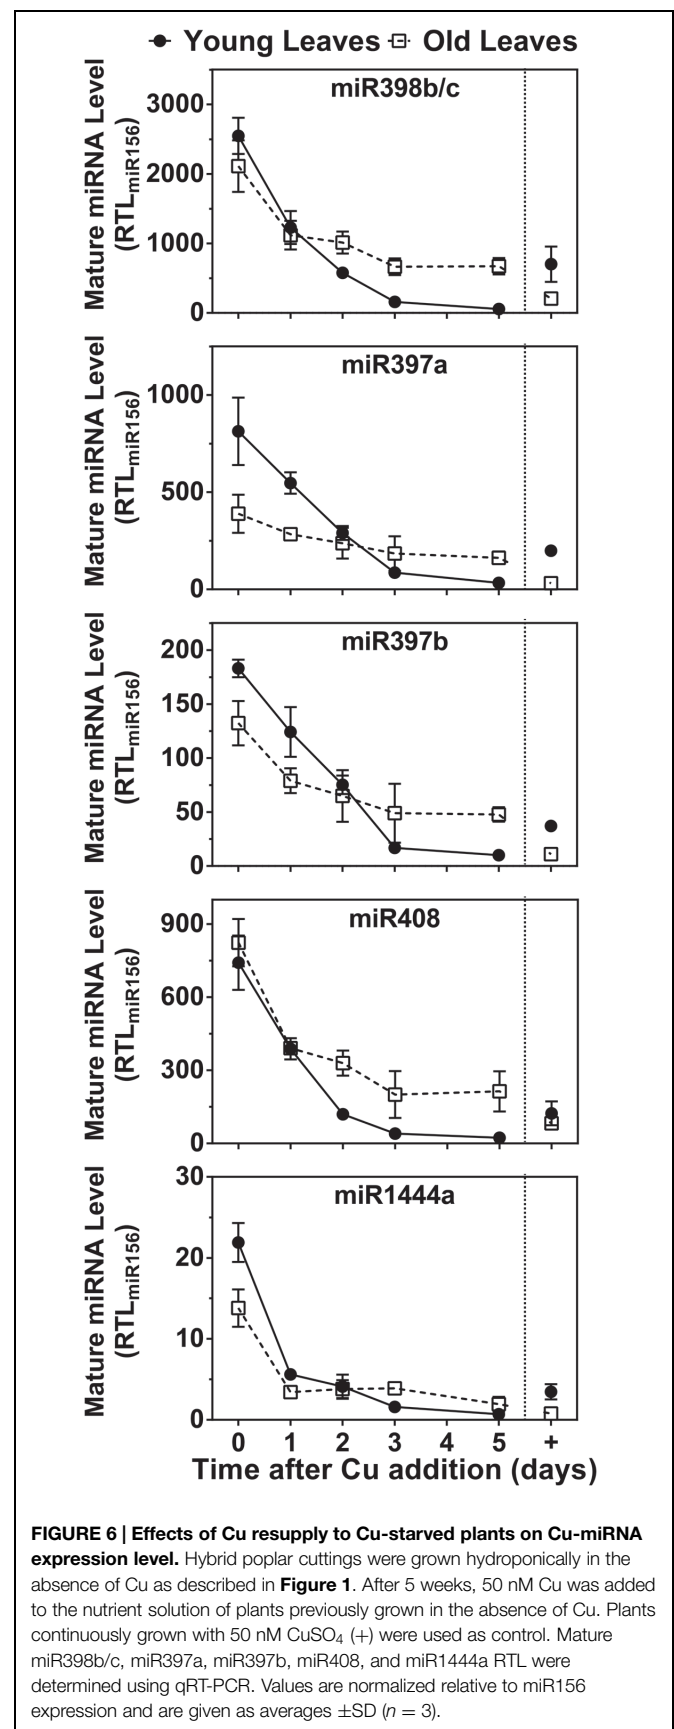 Young Leaves Old Leaves
miR398b/c
Mature miRNA Level
(RTLmiR156)
3000
2000
1000
0
miR397a
Mature miRNA Level
(RTLmiR156)
1000
500
0
miR397b
Mature miRNA Level
(RTLmiR156)
200
150
100
50
0
miR408
Mature miRNA Level
(RTLmiR156)
900
600
300
0
miR1444a
Mature miRNA Level
(RTLmiR156)
30
20
10
0
0 1 2 3 4 5 +
Time after Cu addition (days)
FIGURE 6 | Effects of Cu resupply to Cu-starved plants on Cu-miRNA
expression level. Hybrid poplar cuttings were grown hydroponically in the
absence of Cu as described in Figure 1. After 5 weeks, 50 nM Cu was added
to the nutrient solution of plants previously grown in the absence of Cu. Plants
continuously grown with 50 nM CuSO₄ (+) were used as control. Mature
miR398b/c, miR397a, miR397b, miR408, and miR1444a RTL were
determined using qRT-PCR. Values are normalized relative to miR156
expression and are given as averages ±SD (n = 3).